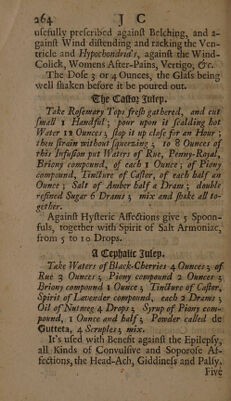 264 J C
usefully prescribed against Belching, and a-
gainst Wind distending and racking the Ven-
tricle and Hypochondres, against the Wind-
Colick, Womens After-Pains, Vertigo, &c.
The Dose 3 or 4 Ounces, the Glass being
well shaken before it be poured out.
The Castor Julep.
Take Rosemary Tops fresh gathered, and cut
small 1 Handful; pour upon it scalding hot
Water 12 Ounces; stop it up close for an Hour;
then strain without squeezing; to 8 Ounces of
this Infusion put Waters of Rue, Penny-Royal,
Briony compound, of each 1 Ounce; of Piony
compound, Tincture of Castor, of each half an
Ounce; Salt of Amber half a Dram; double
refined Sugar 6 Drams; mix and shake all to-
gether.
Against Hysteric Affections give 5 Spoon-
fuls, together with Spirit of Salt Armoniac,
from 5 to 10 Drops.
A Cephalic Julep.
Take Waters of Black-Cherries 4 Ounces; of
Rue 3 Ounces; Piony compound 2 Ounces;
Briony compound 1 Ounce; Tincture of Castor,
Spirit of Lavender compound, each 2 Drams;
Oil of Nutmeg 4 Drops; Syrup of Piony com-
pound, 1 Ounce and half; Powder called de
Gutteta, 4 Scruples; mix.
It's used with Benefit against the Epilepsy,
all Kinds of Convulsive and Soporose Af-
fections, the Head-Ach, Giddiness and Palsy.
Five